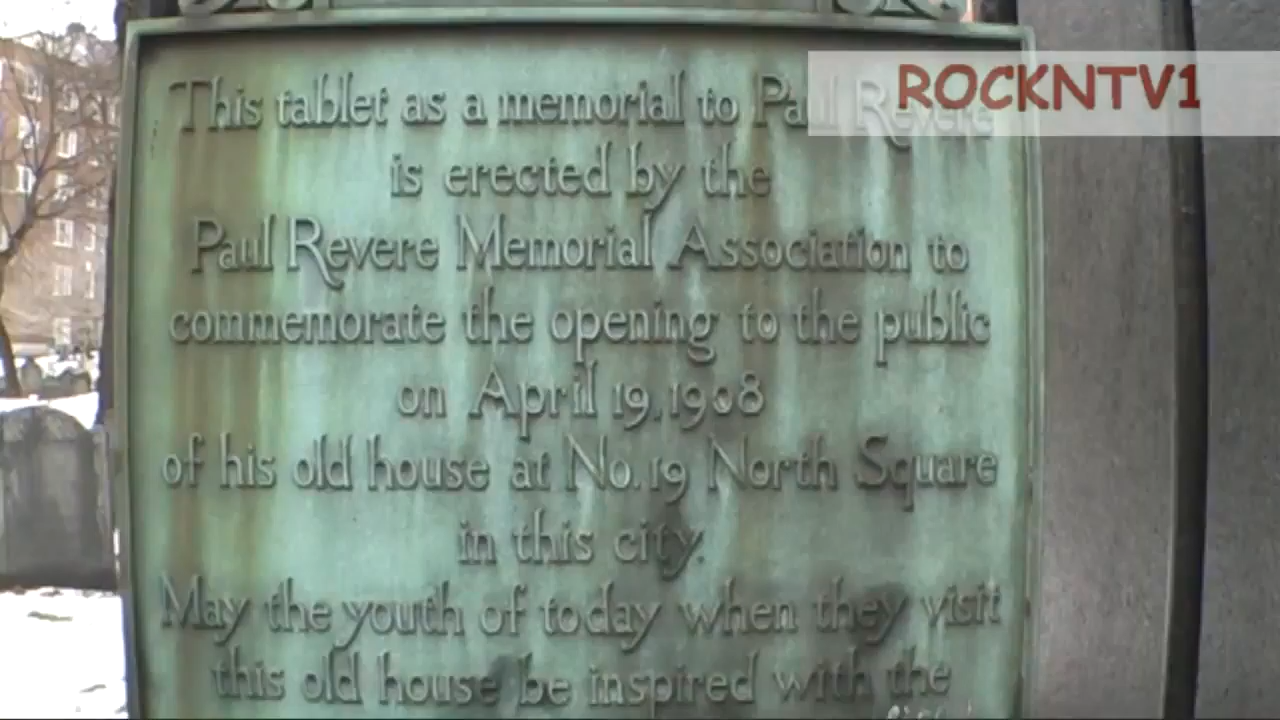 This tablet as a memorial to Paul Revere
ROCKNTV1
is erected by the
Paul Revere Memorial Association to
commemorate the opening to the public
on April 19, 1908
of his old house at No. 19 North Square
in this city.
May the youth of today when they visit
this old house be inspired with the